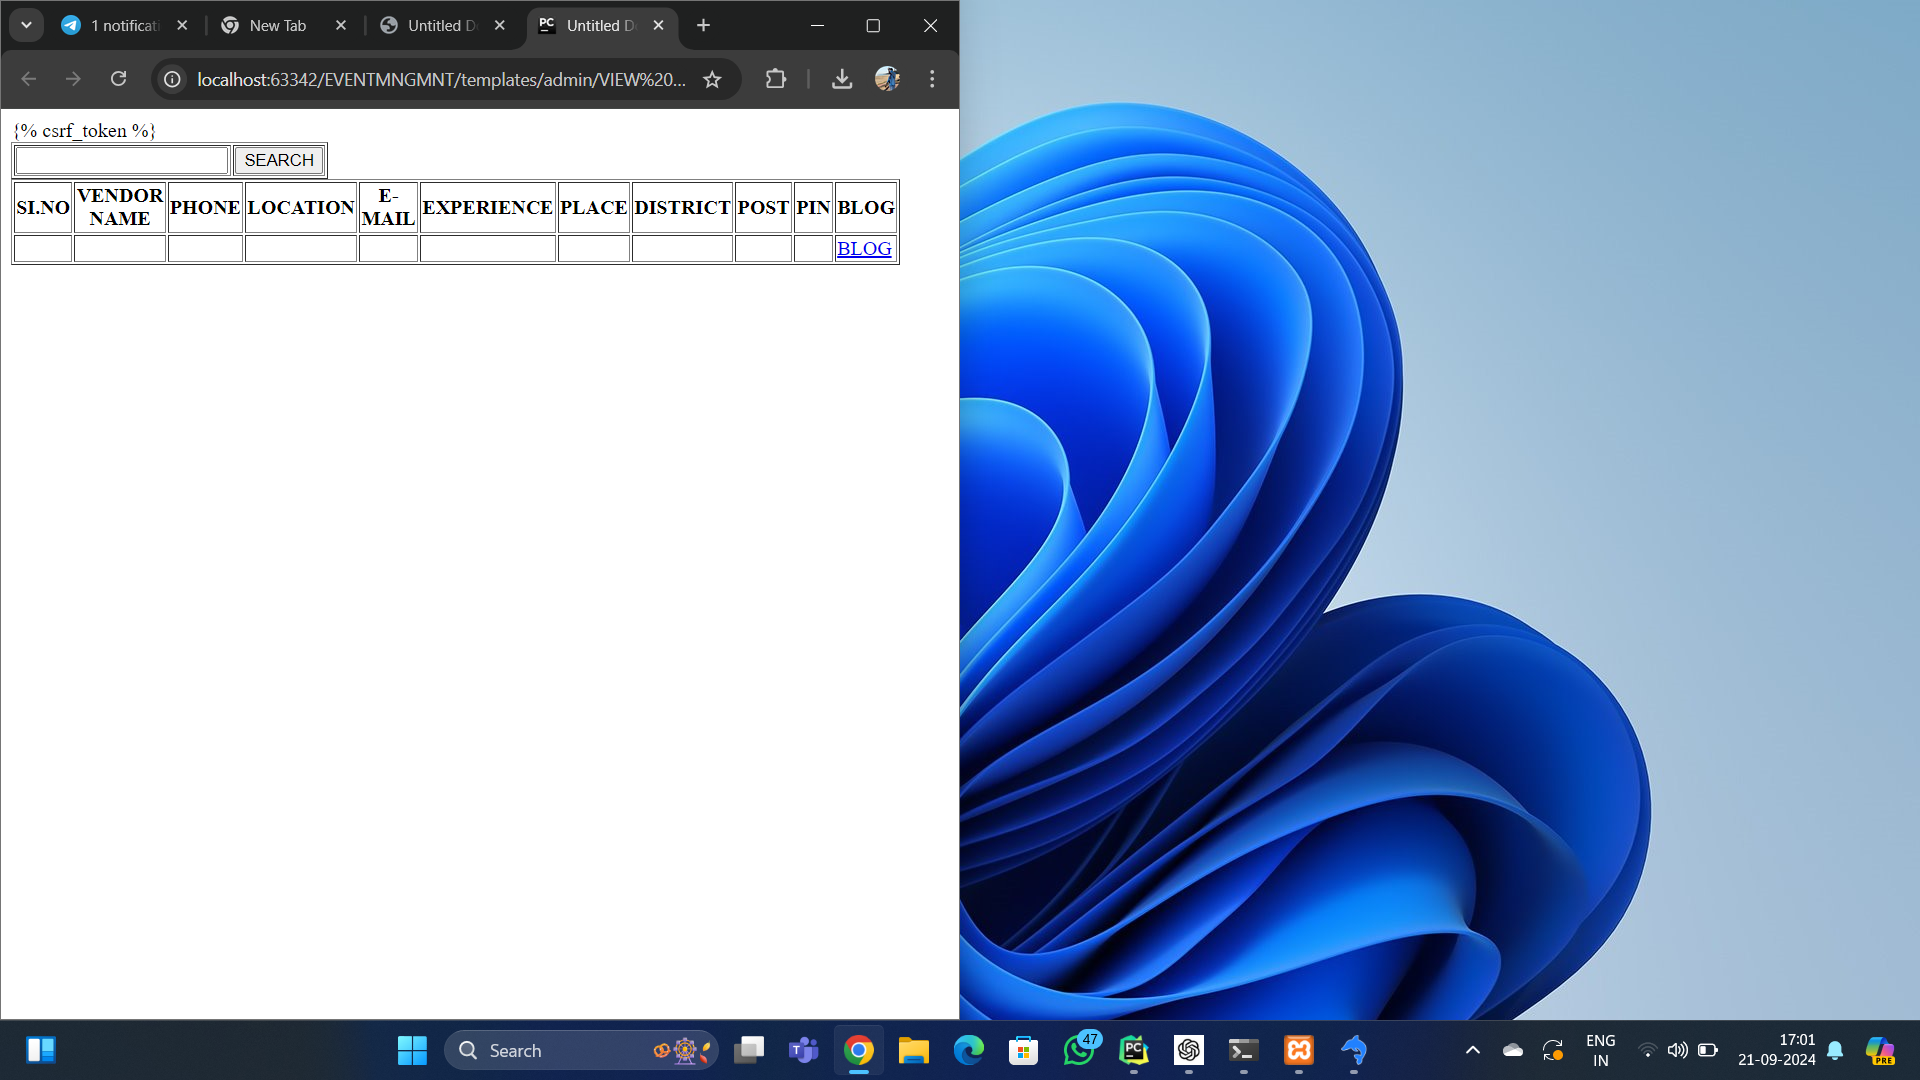 1 notificati
New Tab
Untitled D
Untitled D
localhost:63342/EVENTMNGMNT/templates/admin/VIEW%20...
{% csrf_token %}
SEARCH
SI.NO VENDOR NAME PHONE LOCATION E-MAIL EXPERIENCE PLACE DISTRICT POST PIN BLOG
BLOG
Search
47
ENG
IN
17:01
21-09-2024
PRE